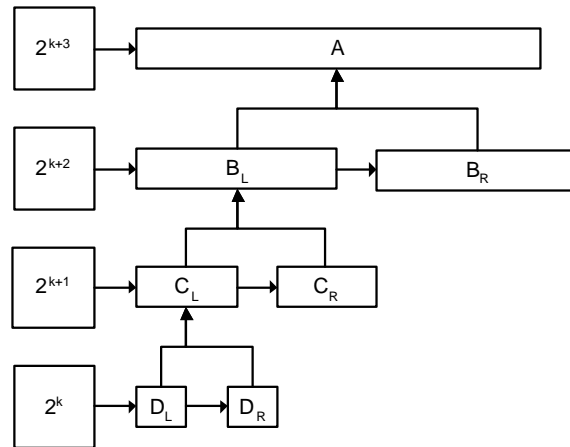 2^{k+3} A
2^{k+2} B_L B_R
2^{k+1} C_L C_R
2^k D_L D_R